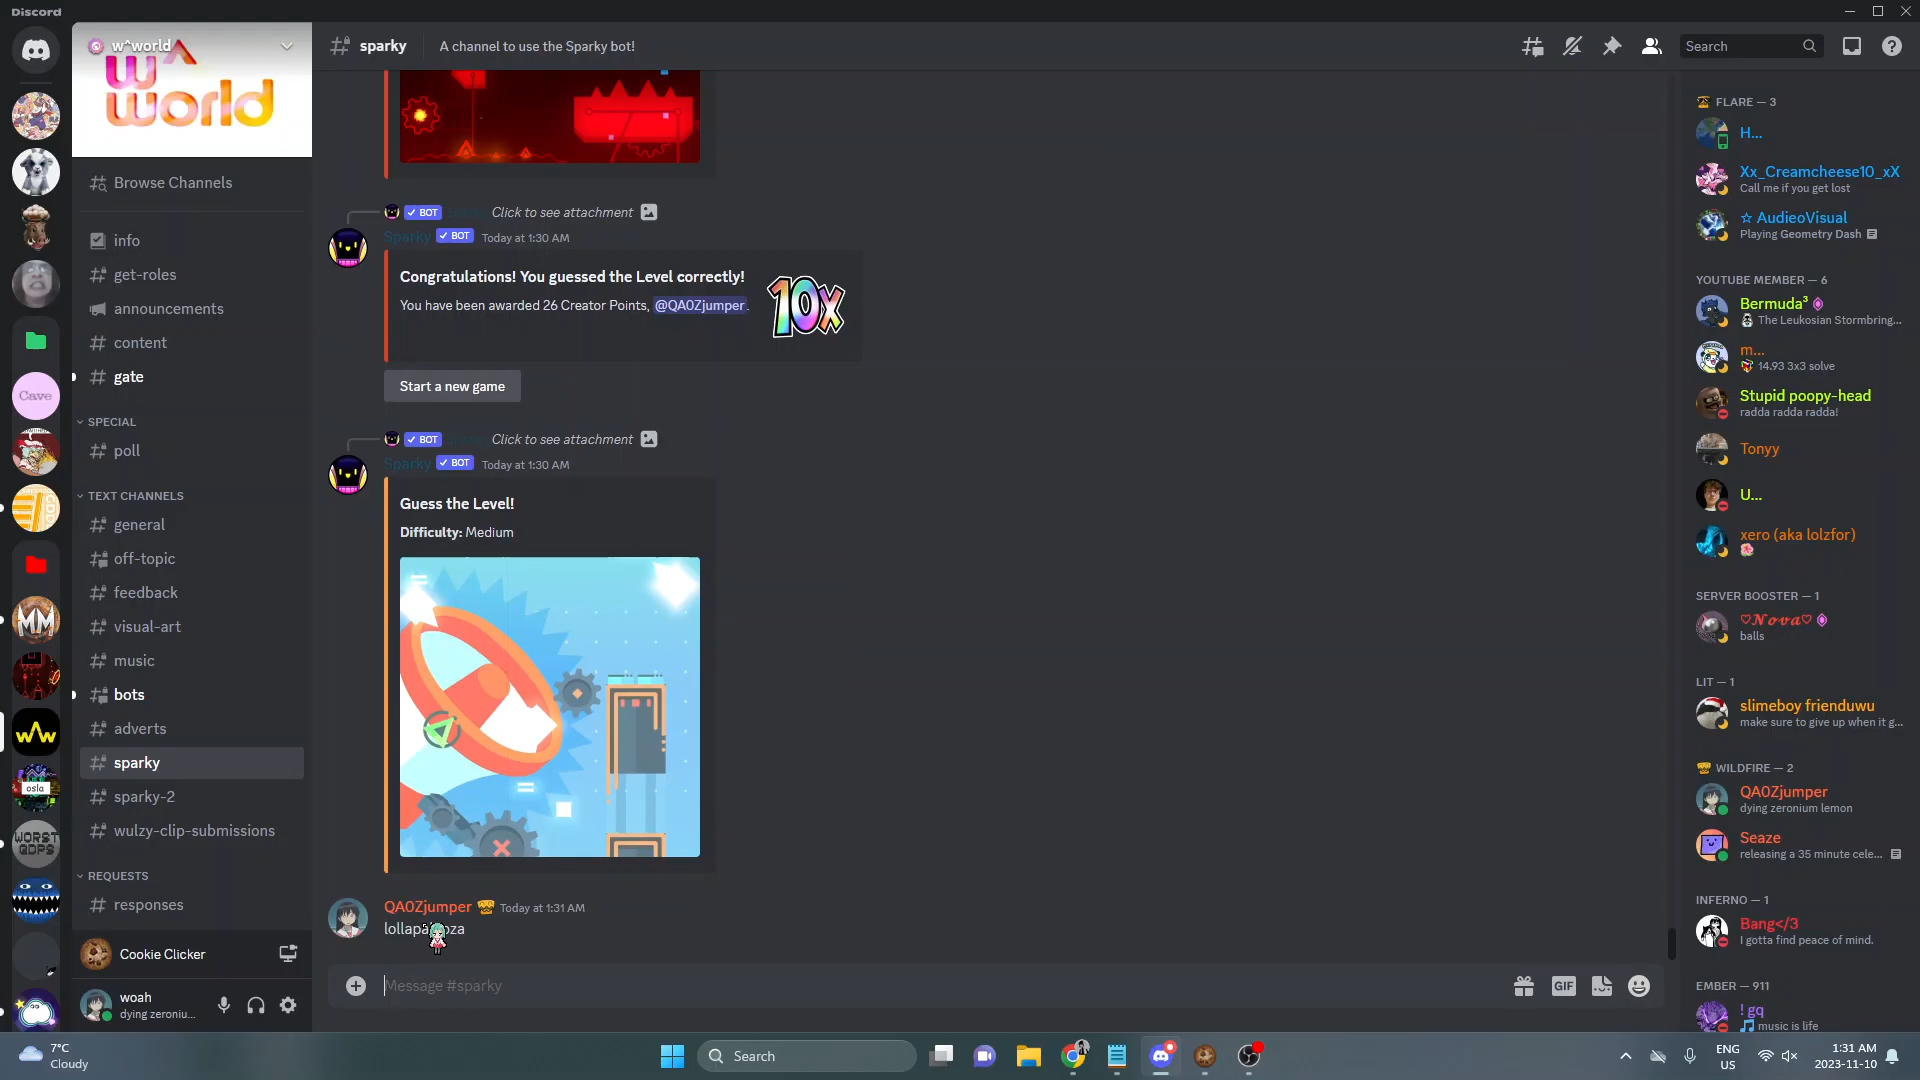 Discord
w^world
w^
world
Browse Channels
info
get-roles
announcements
content
gate
SPECIAL
poll
TEXT CHANNELS
general
off-topic
feedback
visual-art
music
bots
adverts
sparky
sparky-2
wulzy-clip-submissions
REQUESTS
responses
Cookie Clicker
woah
dying zeroniu...
Cave
MM
osla
WORST
GDPS
sparky
A channel to use the Sparky bot!
Search
BOT Click to see attachment
Sparky BOT Today at 1:30 AM
Congratulations! You guessed the Level correctly!
You have been awarded 26 Creator Points, @QA0Zjumper.
10x
Start a new game
BOT Click to see attachment
Sparky BOT Today at 1:30 AM
Guess the Level!
Difficulty: Medium
QA0Zjumper Today at 1:31 AM
Message #sparky
GIF
FLARE — 3
H...
Xx_Creamcheese10_xX
Call me if you get lost
☆ AudieoVisual
Playing Geometry Dash
YOUTUBE MEMBER — 6
Bermuda³
The Leukosian Stormbring...
m...
14.93 3x3 solve
Stupid poopy-head
radda radda radda!
Tonyy
U...
xero (aka lolzfor)
SERVER BOOSTER — 1
♡𝓝𝓸𝓿𝓪♡
balls
LIT — 1
slimeboy frienduwu
make sure to give up when it g...
WILDFIRE — 2
QA0Zjumper
dying zeronium lemon
Seaze
releasing a 35 minute cele...
INFERNO — 1
Bang</3
I gotta find peace of mind.
EMBER — 911
! gq
music is life
7°C
Cloudy
Search
ENG
US
1:31 AM
2023-11-10